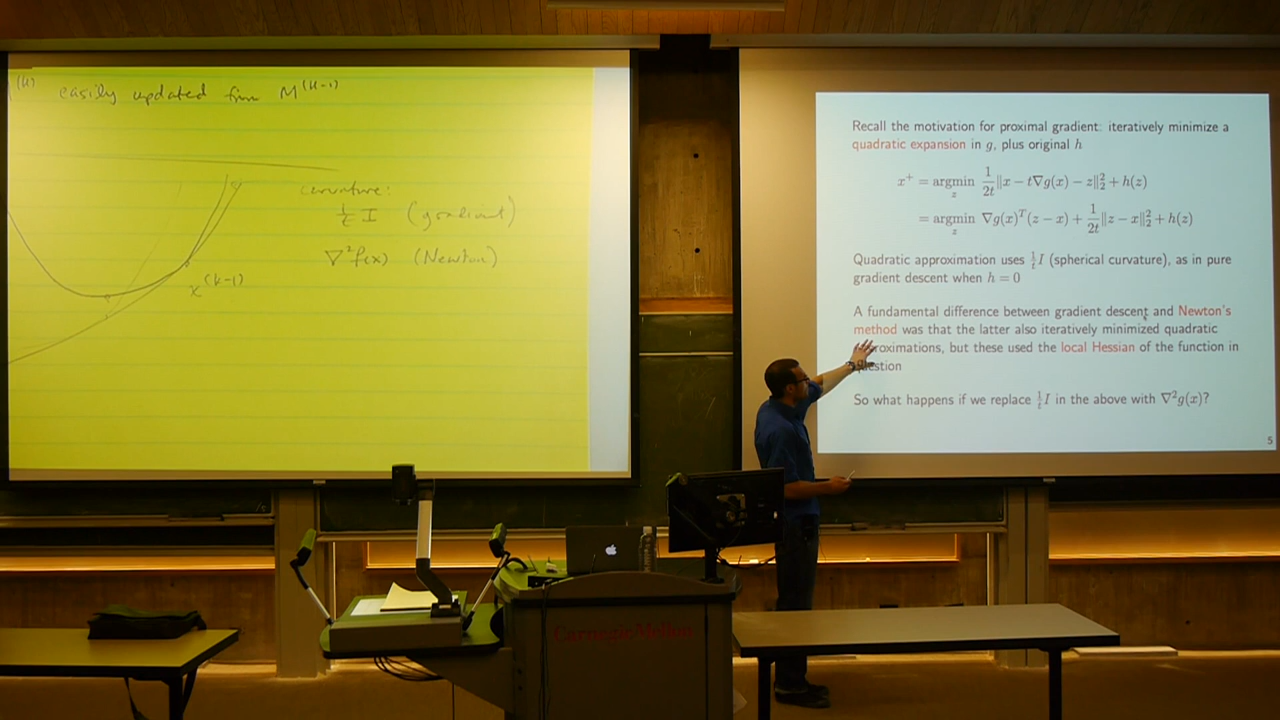 (k) easily updated from M^(k-1)
curvature:
1/t I (gradient)
∇²f(x) (Newton)
x^(k-1)
Recall the motivation for proximal gradient: iteratively minimize a
quadratic expansion in g, plus original h
x⁺ = argmin_z 1/2t ‖x − t∇g(x) − z‖₂² + h(z)
= argmin_z ∇g(x)ᵀ(z − x) + 1/2t ‖z − x‖₂² + h(z)
Quadratic approximation uses 1/t I (spherical curvature), as in pure
gradient descent when h = 0
A fundamental difference between gradient descent and Newton's
method was that the latter also iteratively minimized quadratic
approximations, but these used the local Hessian of the function in
question
So what happens if we replace 1/t I in the above with ∇²g(x)?
5
Carnegie Mellon